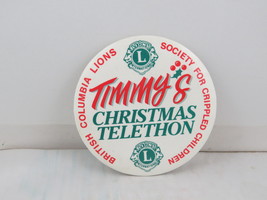 BRITISH COLUMBIA LIONS
SOCIETY FOR CRIPPLED CHILDREN
L
TIMMY'S
CHRISTMAS
TELETHON
L